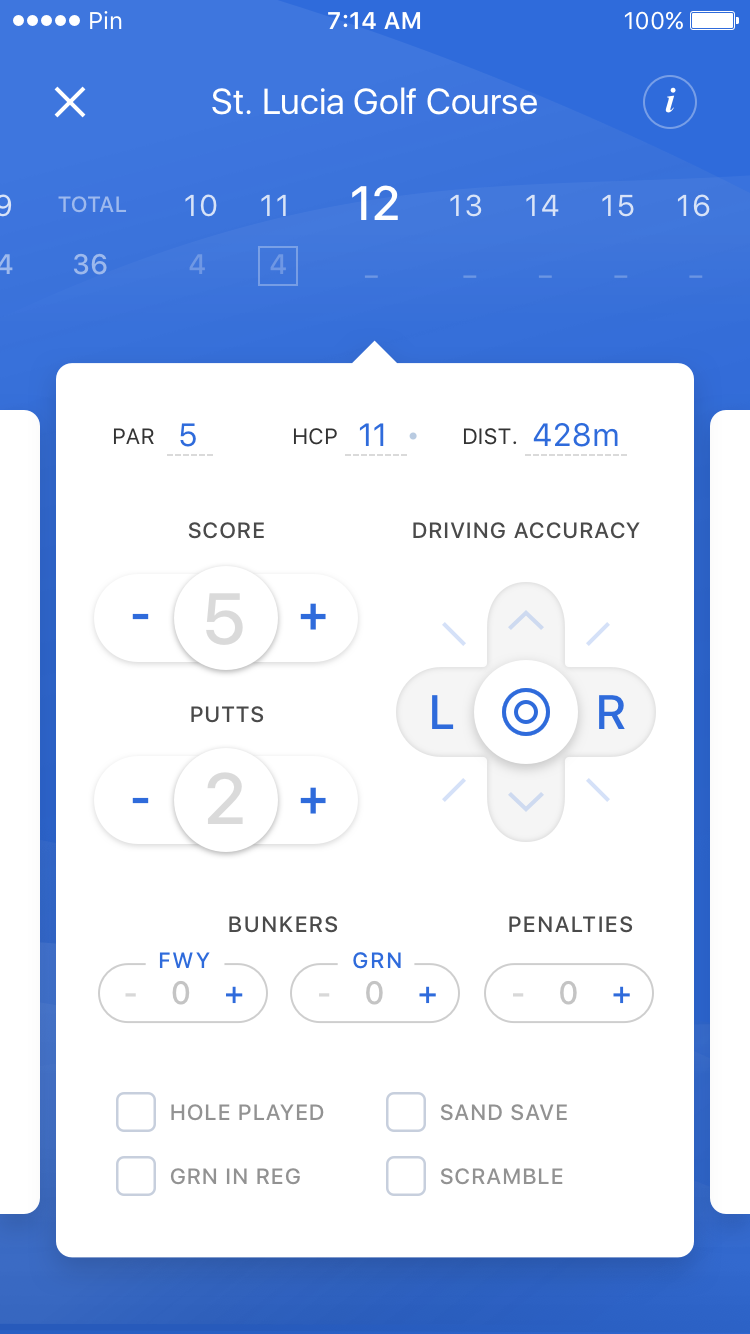 Pin 7:14 AM 100%
St. Lucia Golf Course i
9 TOTAL 10 11 12 13 14 15 16
4 36 4 4 – – – – –
PAR 5 HCP 11 • DIST. 428m
SCORE DRIVING ACCURACY
- 5 +
L R
PUTTS
- 2 +
BUNKERS PENALTIES
FWY GRN
- 0 + - 0 + - 0 +
HOLE PLAYED SAND SAVE
GRN IN REG SCRAMBLE